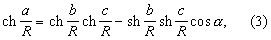 ch a/R = ch b/R ch c/R − sh b/R sh c/R cos α,     (3)